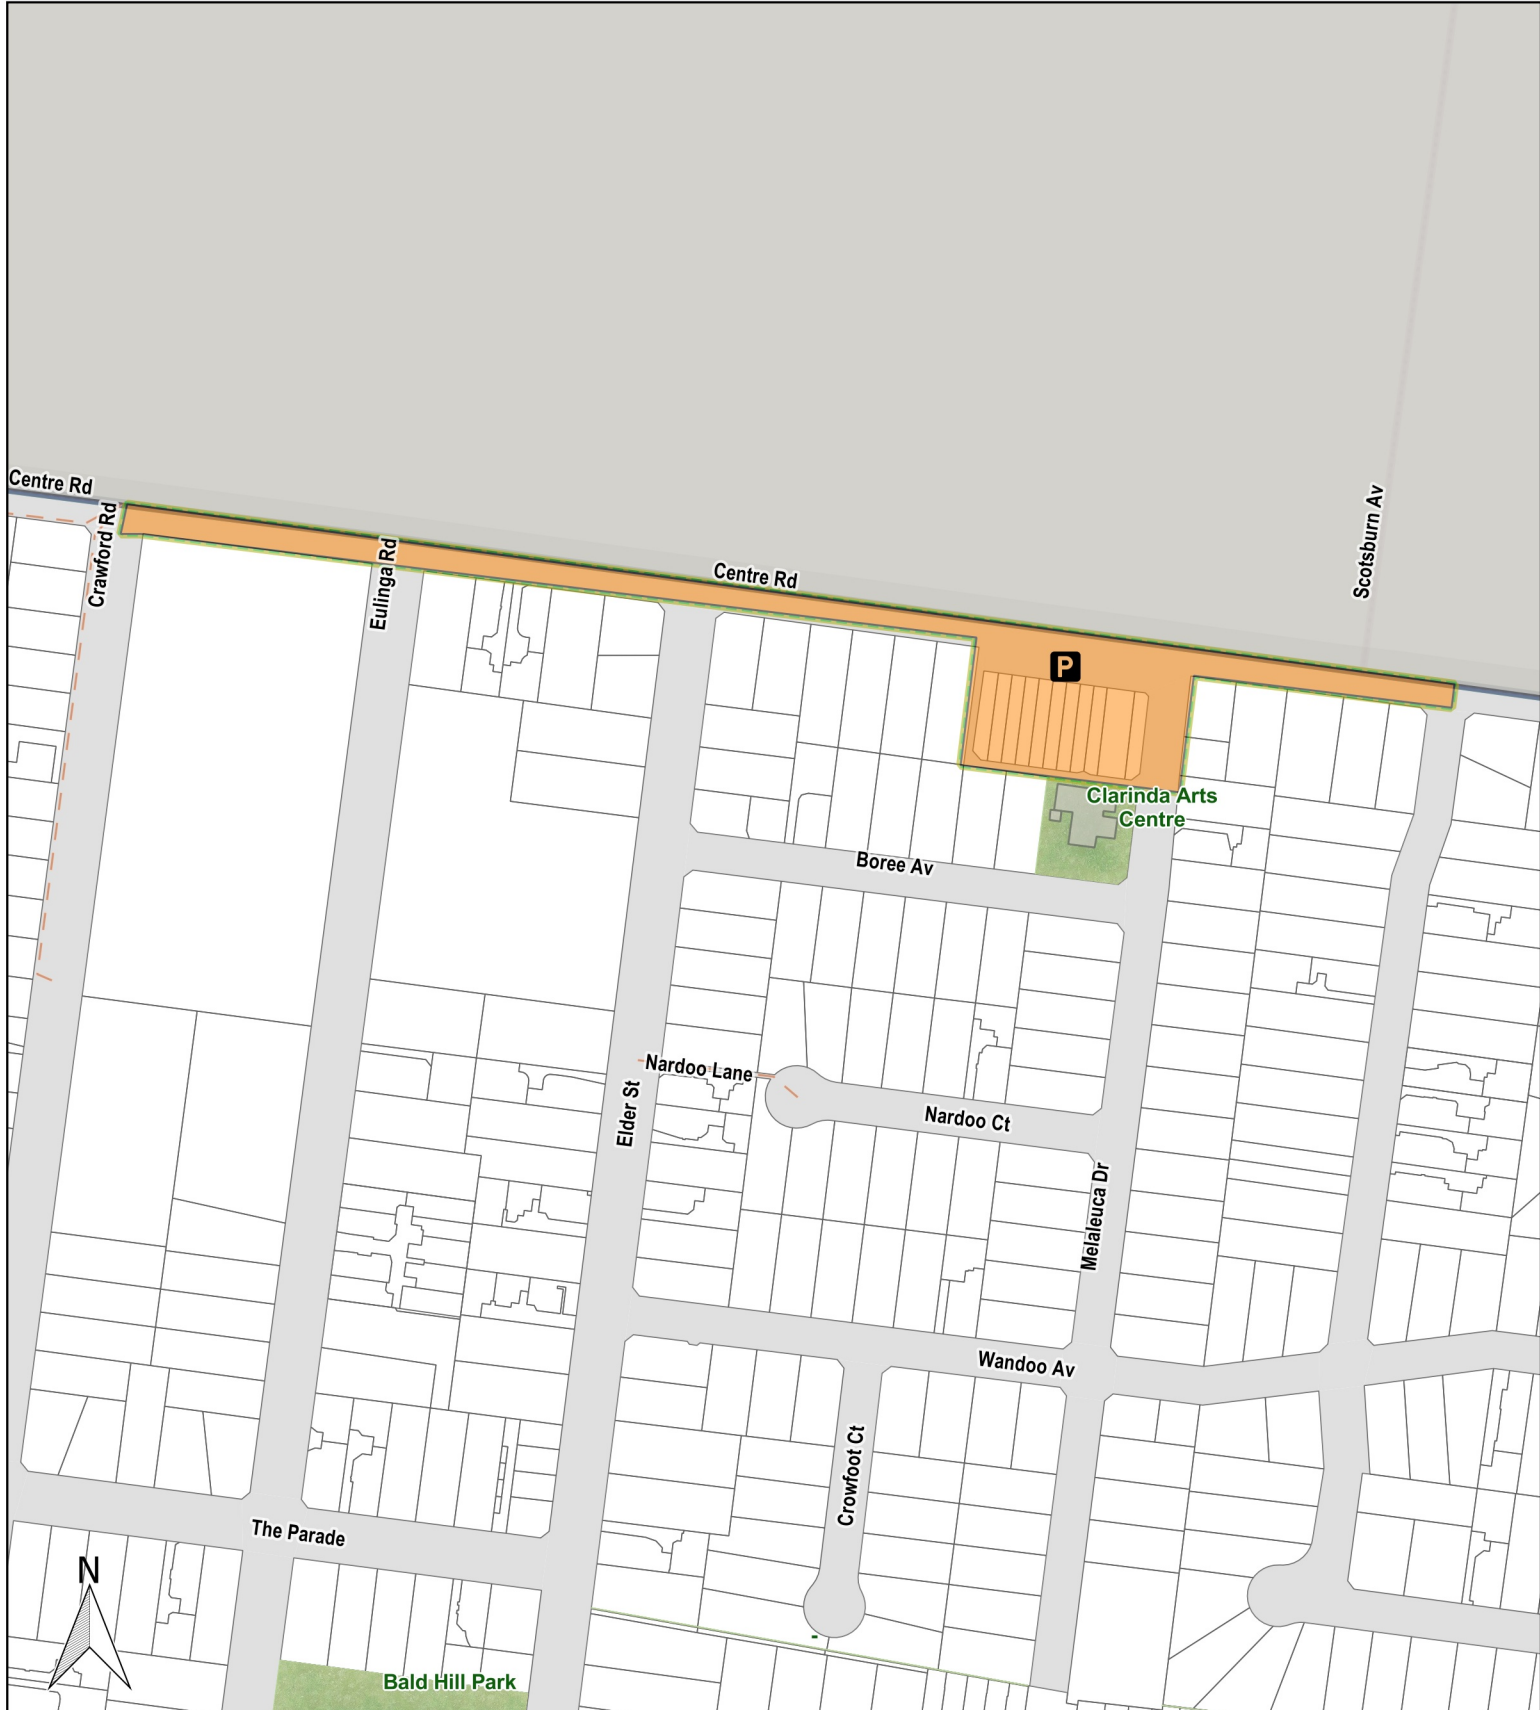 Centre Rd
Crawford Rd
Eulinga Rd
Centre Rd
Scotsburn Av
P
Clarinda Arts
Centre
Boree Av
Nardoo Lane
Elder St
Nardoo Ct
Melaleuca Dr
Wandoo Av
Crowfoot Ct
The Parade
N
Bald Hill Park